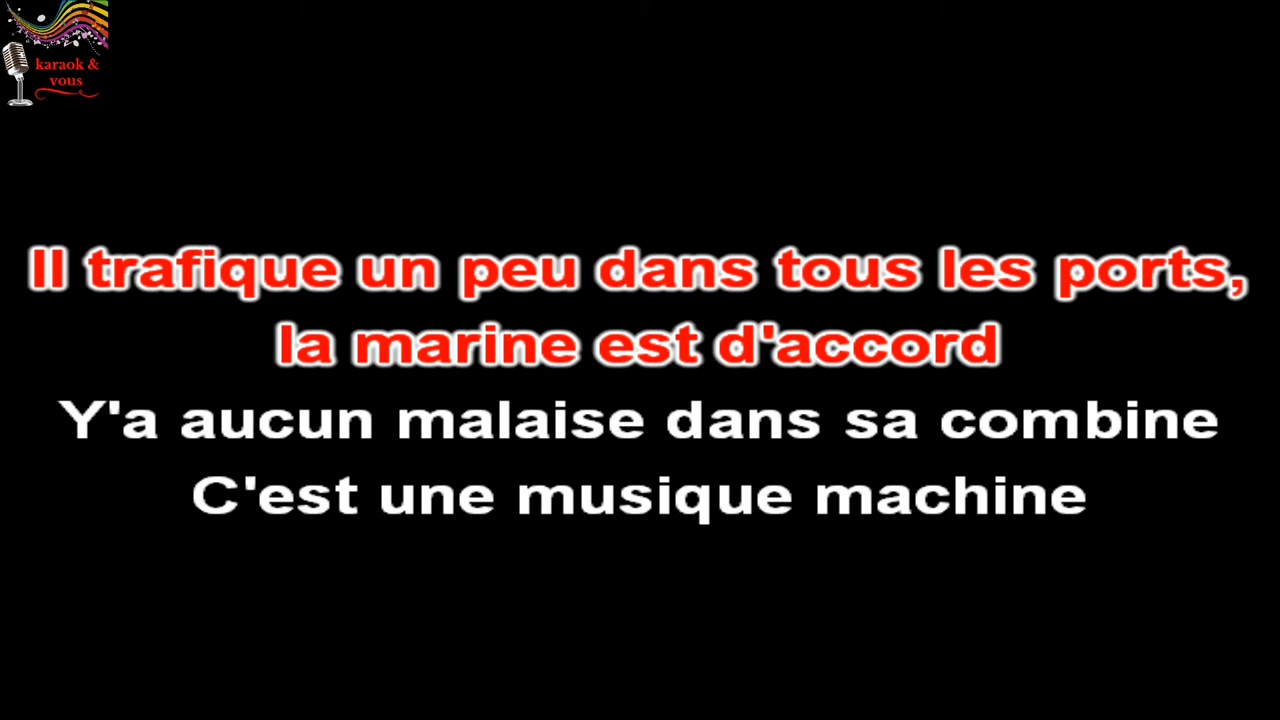 karaok &
vous
Il trafique un peu dans tous les ports,
la marine est d'accord
Y'a aucun malaise dans sa combine
C'est une musique machine